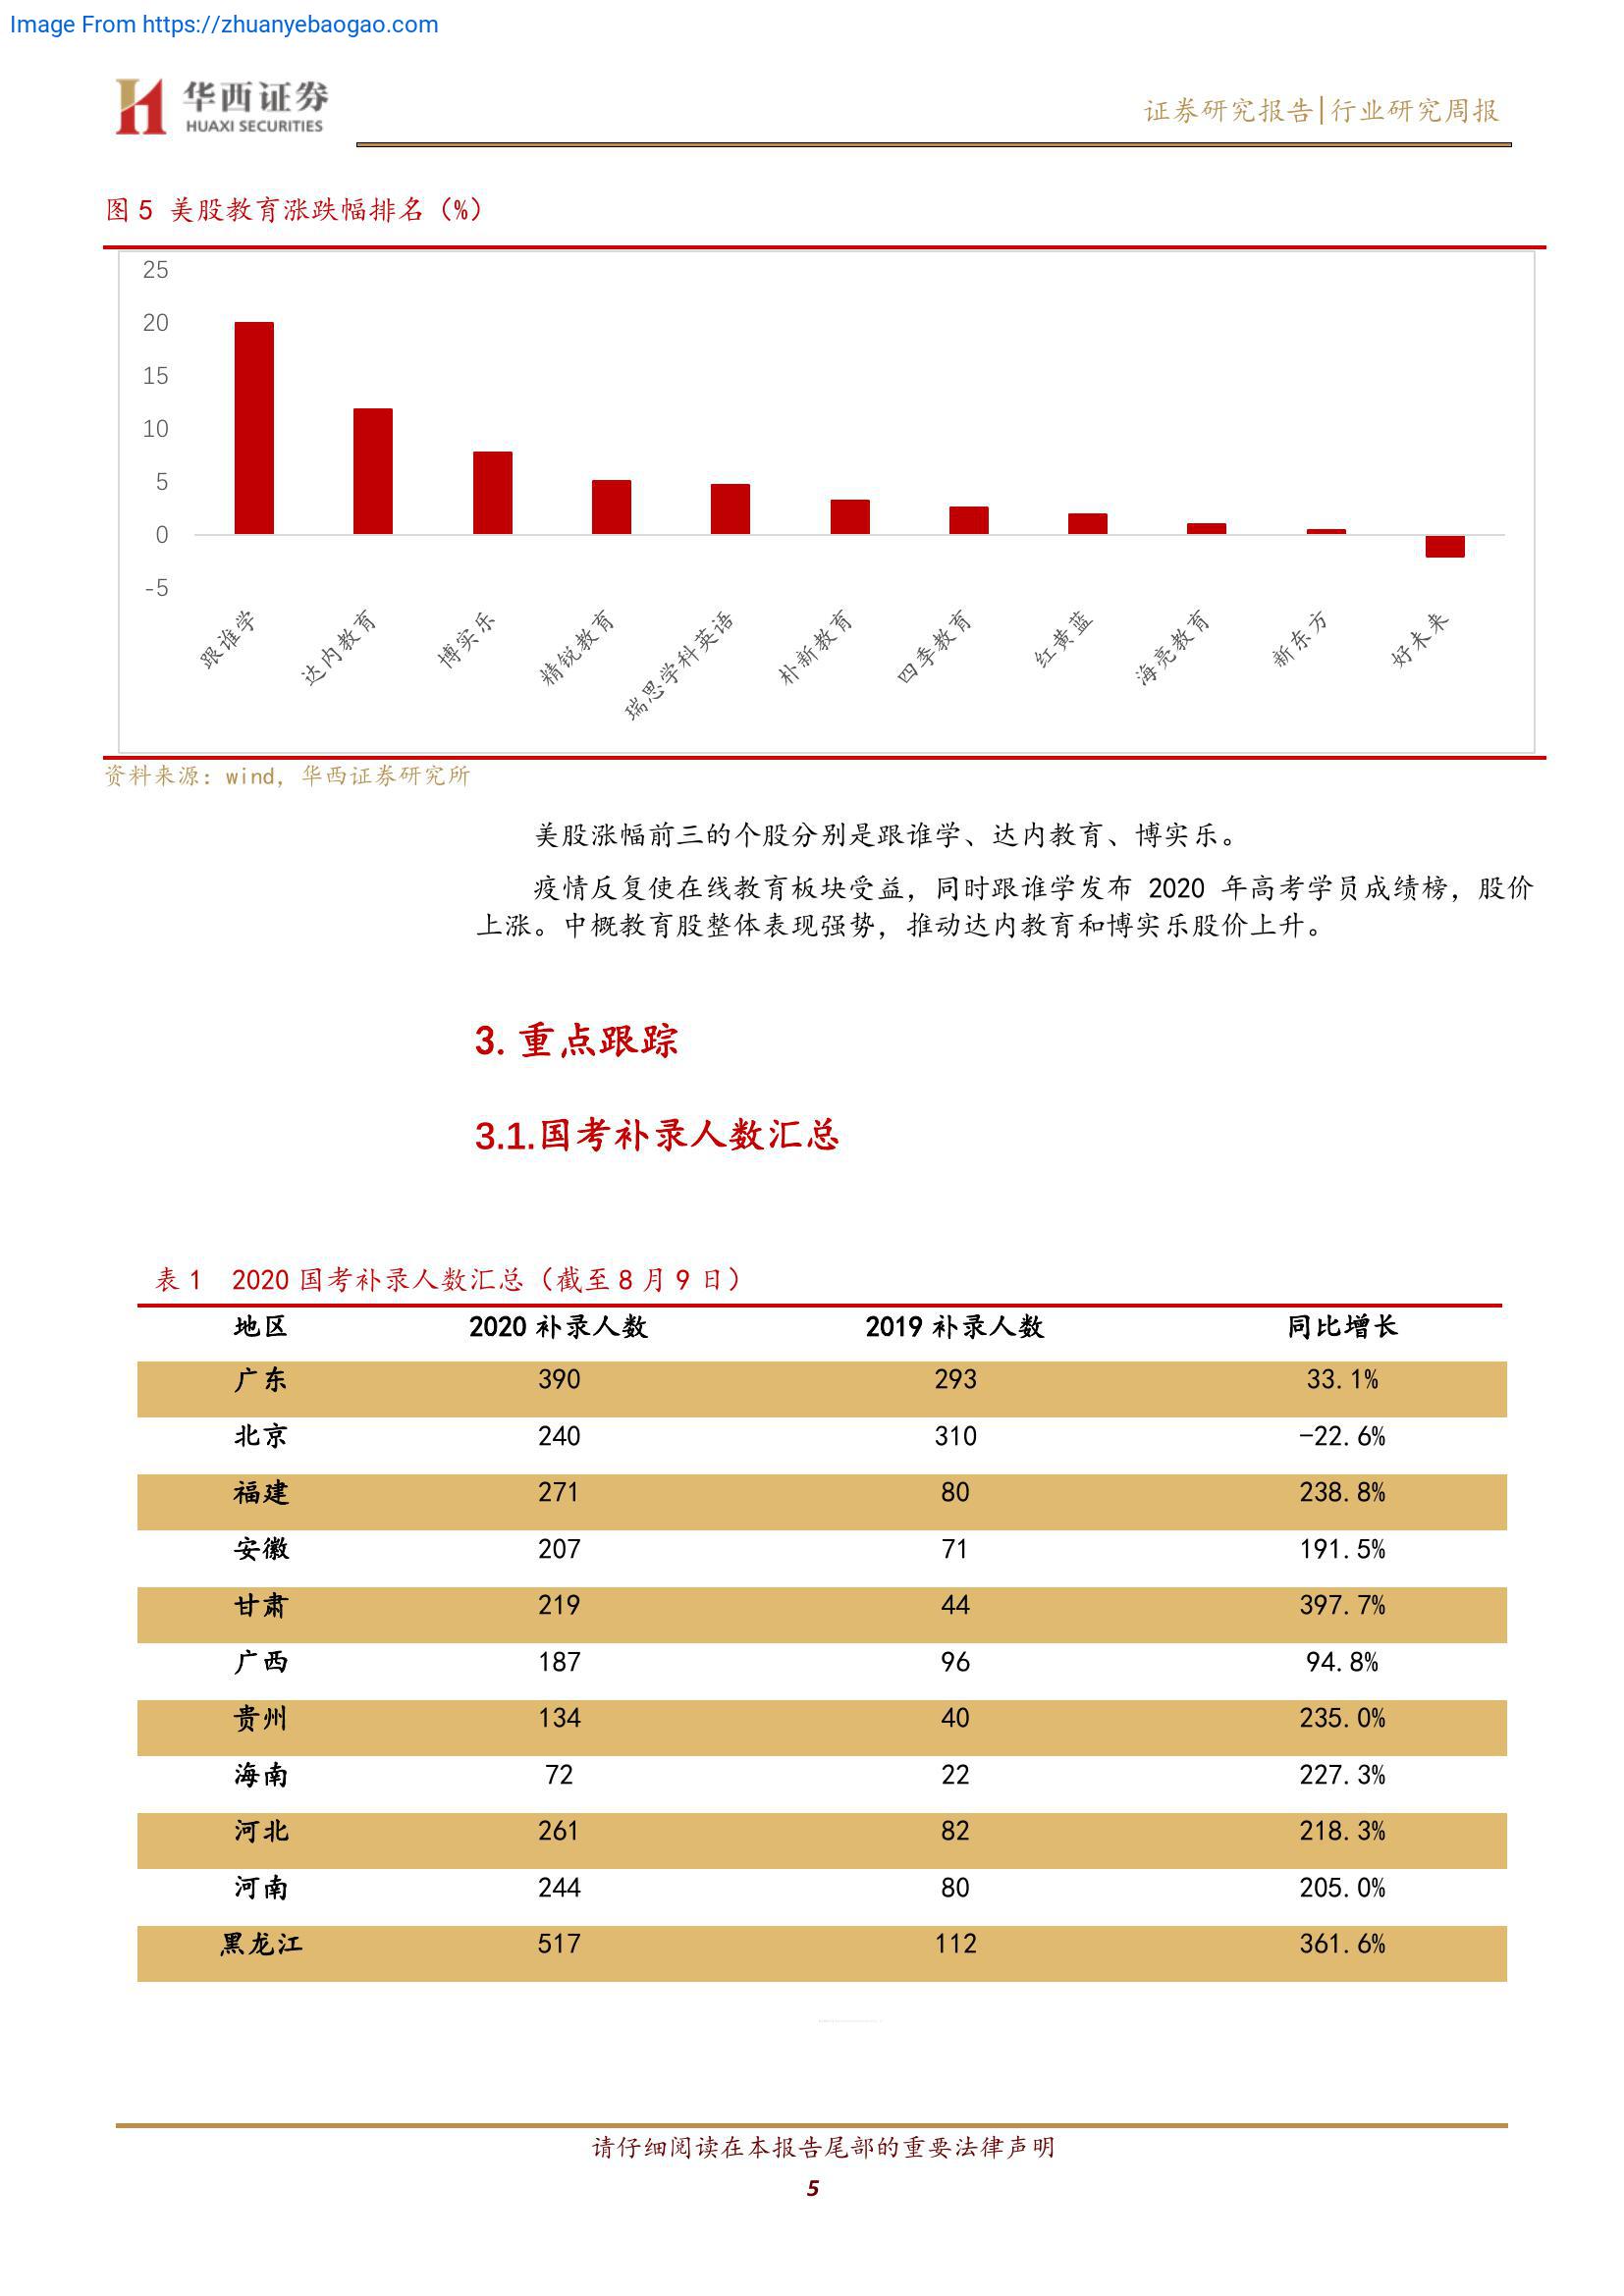 Image From https://zhuanyebaogao.com
华西证券
HUAXI SECURITIES
证券研究报告|行业研究周报
图 5 美股教育涨跌幅排名（%）
25
20
15
10
5
0
-5
跟谁学 达内教育 博实乐 精锐教育 瑞思学科英语 朴新教育 四季教育 红黄蓝 海亮教育 新东方 好未来
资料来源：wind，华西证券研究所
美股涨幅前三的个股分别是跟谁学、达内教育、博实乐。
疫情反复使在线教育板块受益，同时跟谁学发布 2020 年高考学员成绩榜，股价
上涨。中概教育股整体表现强势，推动达内教育和博实乐股价上升。
3. 重点跟踪
3.1.国考补录人数汇总
表 1 2020 国考补录人数汇总（截至 8 月 9 日）
地区 2020 补录人数 2019 补录人数 同比增长
广东 390 293 33.1%
北京 240 310 -22.6%
福建 271 80 238.8%
安徽 207 71 191.5%
甘肃 219 44 397.7%
广西 187 96 94.8%
贵州 134 40 235.0%
海南 72 22 227.3%
河北 261 82 218.3%
河南 244 80 205.0%
黑龙江 517 112 361.6%
请仔细阅读在本报告尾部的重要法律声明
5